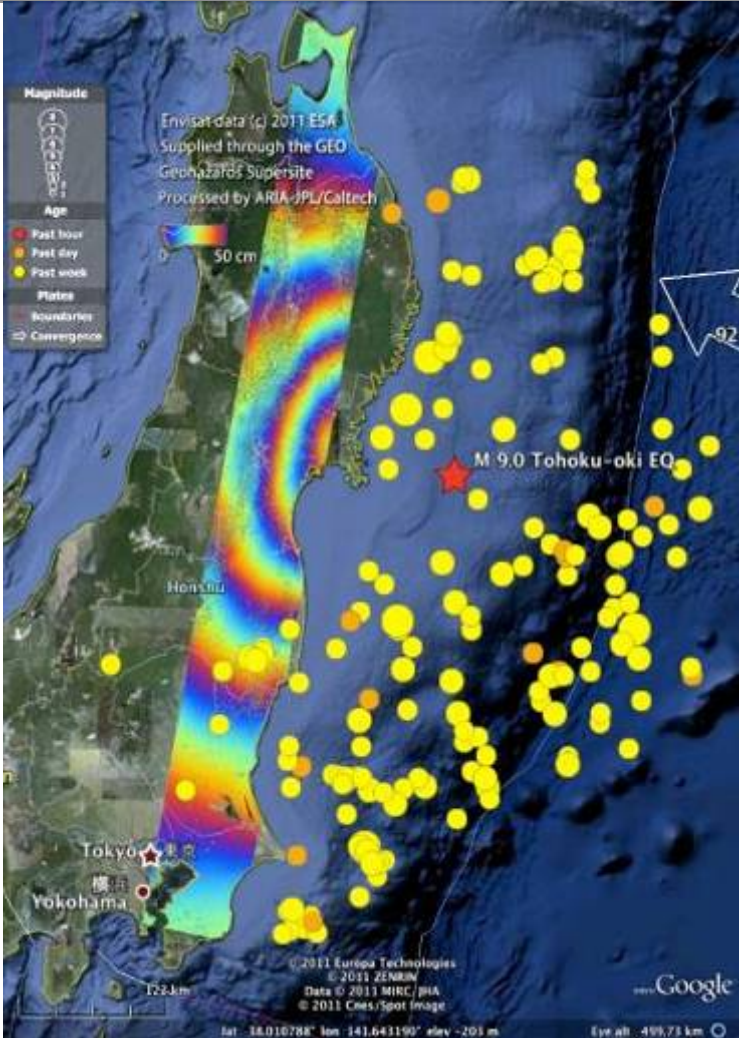 Magnitude
Age
Past hour
Past day
Past week
Plates
Boundaries
Convergence
Envisat data (c) 2011 ESA
Supplied through the GEO
Geohazards Supersite
Processed by ARIA-JPL/Caltech
0 50 cm
92
M 9.0 Tohoku-oki EQ
Honshu
Tokyo 東京
横浜
Yokohama
123 km
© 2011 Europa Technologies
© 2011 ZENRIN
Data © 2011 MIRC/JHA
© 2011 Cnes/Spot Image
Google
lat 38.010788° lon 141.643190° elev -203 m
Eye alt 499.73 km